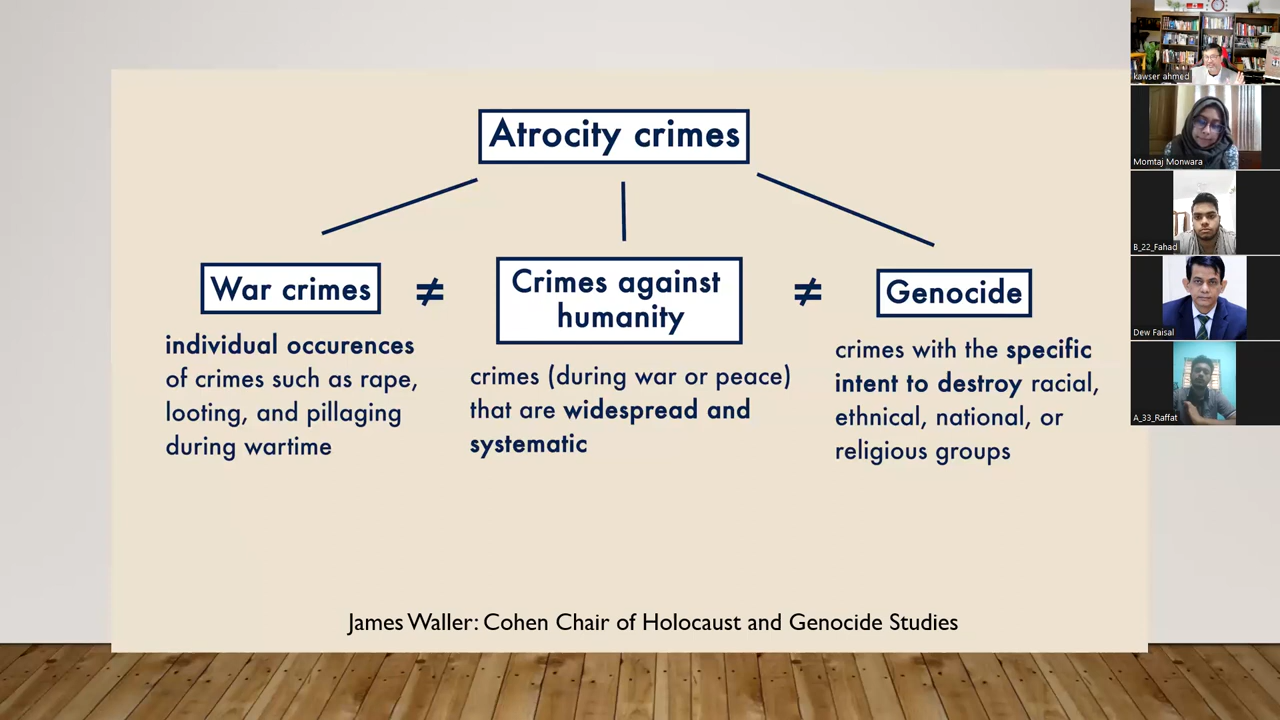 Atrocity crimes
War crimes
≠
Crimes against
humanity
≠
Genocide
individual occurences
of crimes such as rape,
looting, and pillaging
during wartime
crimes (during war or peace)
that are widespread and
systematic
crimes with the specific
intent to destroy racial,
ethnical, national, or
religious groups
James Waller: Cohen Chair of Holocaust and Genocide Studies
kawser ahmed
Momtaj Monwara
B_22_Fahad
Dew Faisal
A_33_Raffat